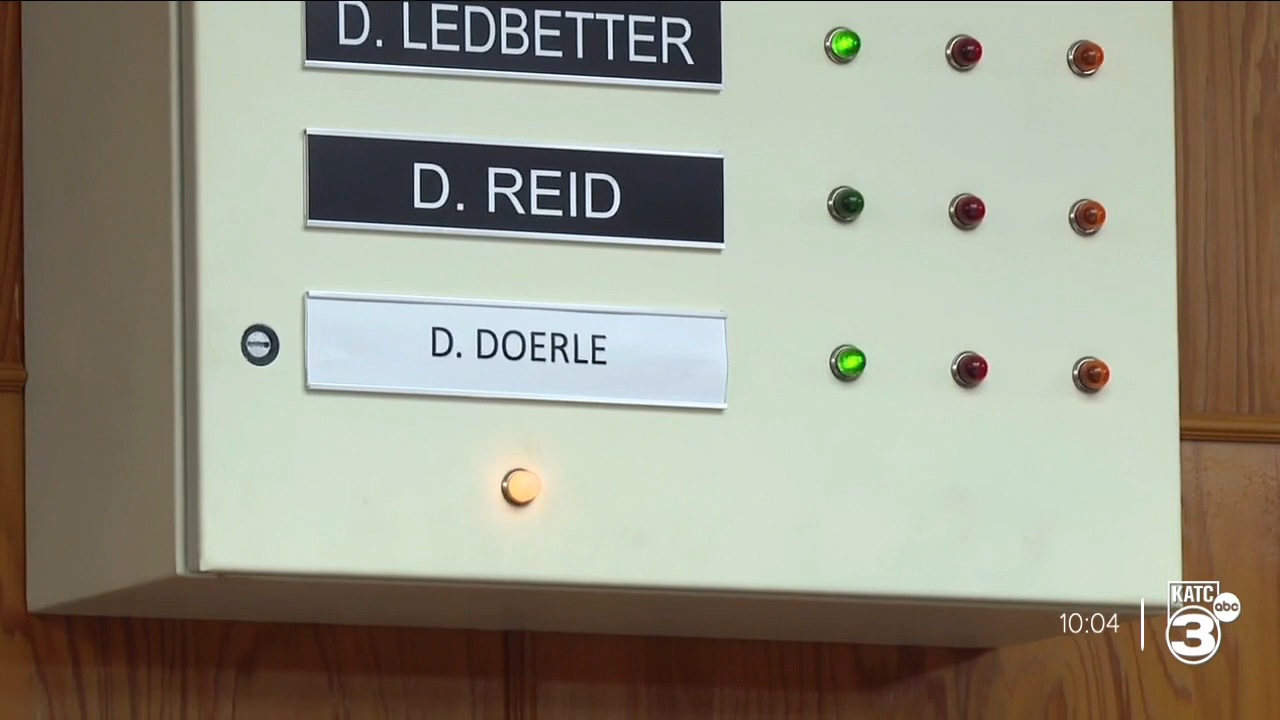 D. LEDBETTER
D. REID
D. DOERLE
10:04
KATC
abc
3